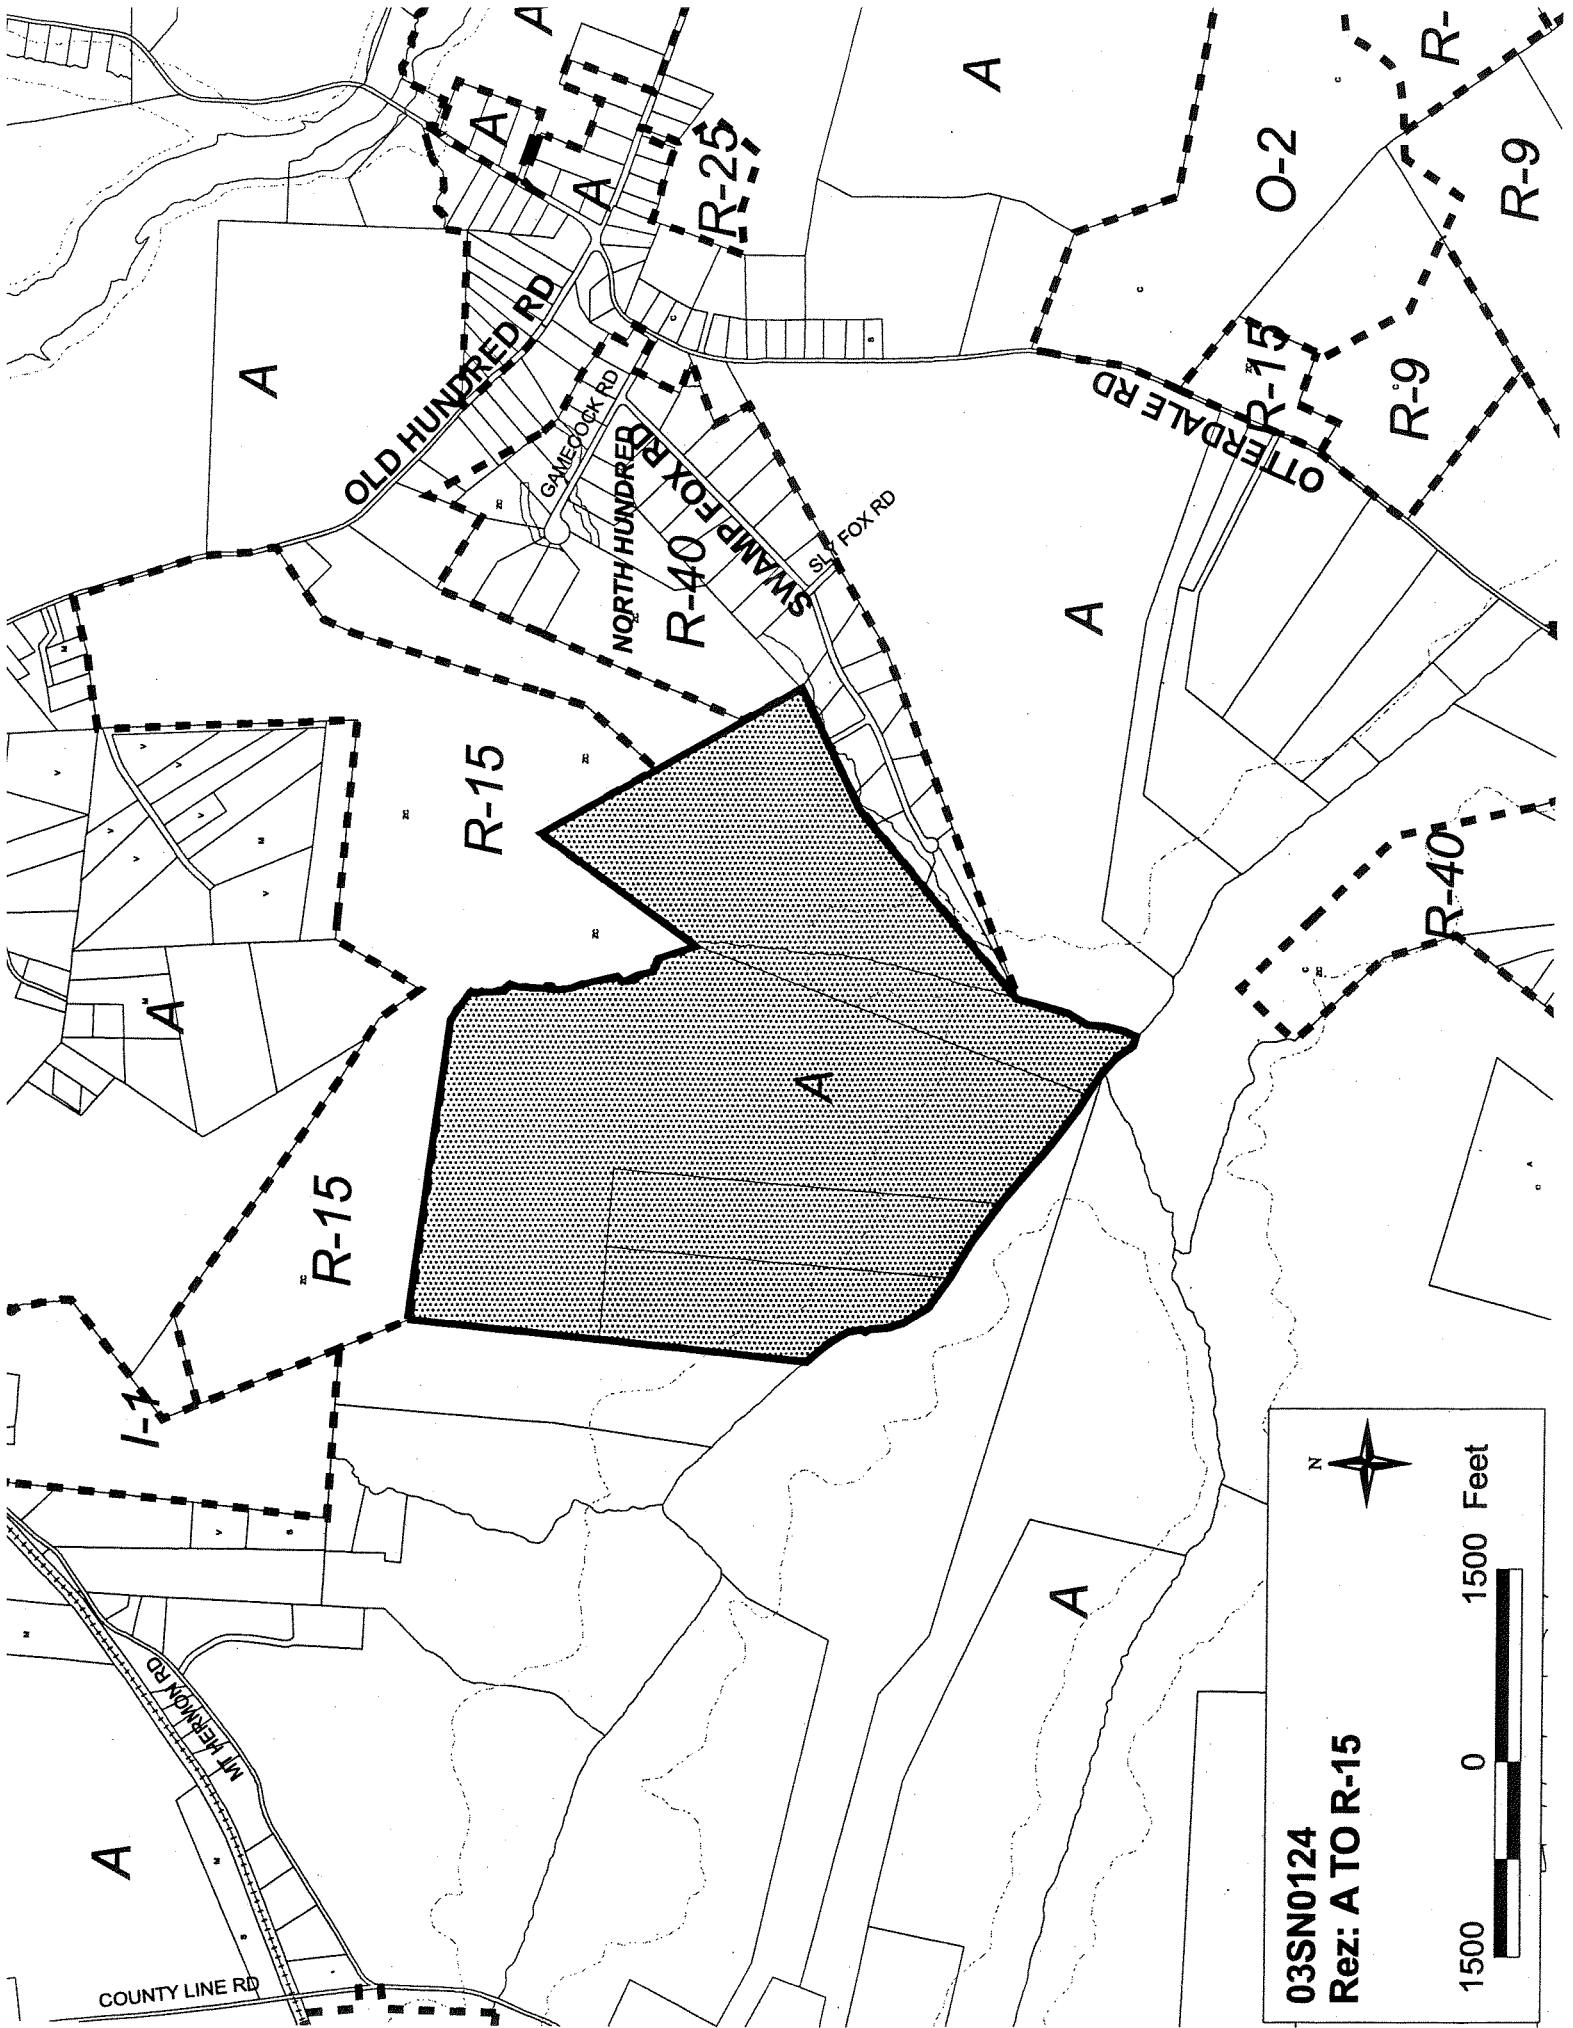 COUNTY LINE RD
A
MT HERMON RD
I-1
R-15
A
R-15
A
OLD HUNDRED RD
A
A
A
R-25
GAMECOCK RD
NORTH HUNDRED
R-40
SWAMP FOX RD
SLY FOX RD
A
A
A
OTTERDALE RD
R-15
O-2
R-9
R-9
R-
R-40
A
03SN0124
Rez: A TO R-15
N
1500 0 1500 Feet